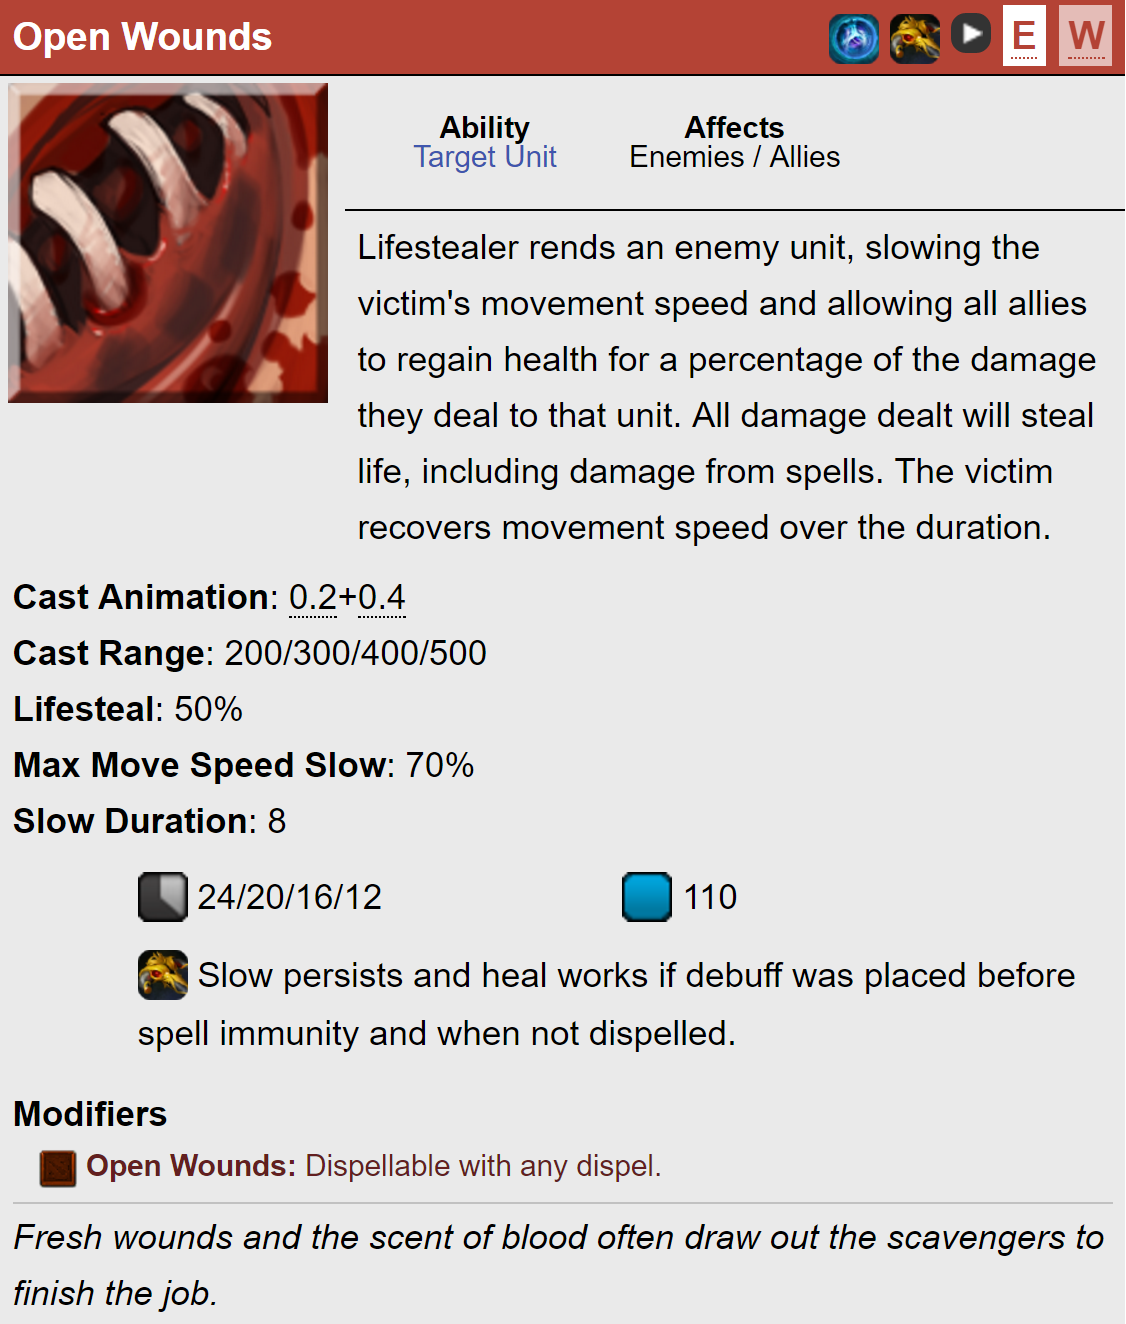 Open Wounds
E W
Ability Affects
Target Unit Enemies / Allies
Lifestealer rends an enemy unit, slowing the
victim's movement speed and allowing all allies
to regain health for a percentage of the damage
they deal to that unit. All damage dealt will steal
life, including damage from spells. The victim
recovers movement speed over the duration.
Cast Animation: 0.2+0.4
Cast Range: 200/300/400/500
Lifesteal: 50%
Max Move Speed Slow: 70%
Slow Duration: 8
24/20/16/12 110
Slow persists and heal works if debuff was placed before
spell immunity and when not dispelled.
Modifiers
Open Wounds: Dispellable with any dispel.
Fresh wounds and the scent of blood often draw out the scavengers to
finish the job.